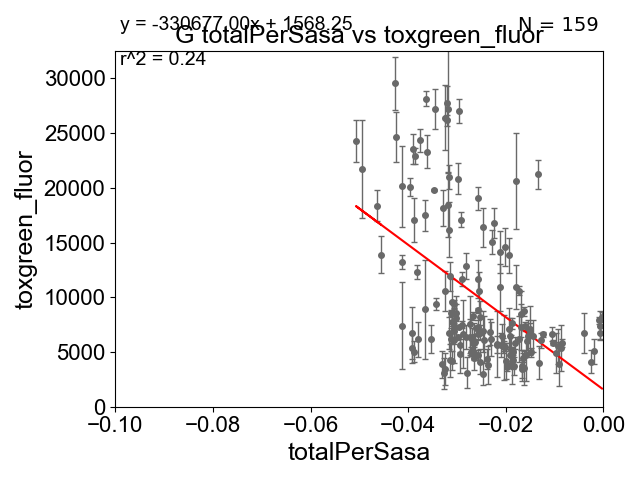 y = -330677.00x + 1568.25
N = 159
G totalPerSasa vs toxgreen_fluor
r^2 = 0.24
30000
25000
20000
15000
10000
5000
0
toxgreen_fluor
−0.10 −0.08 −0.06 −0.04 −0.02 0.00
totalPerSasa